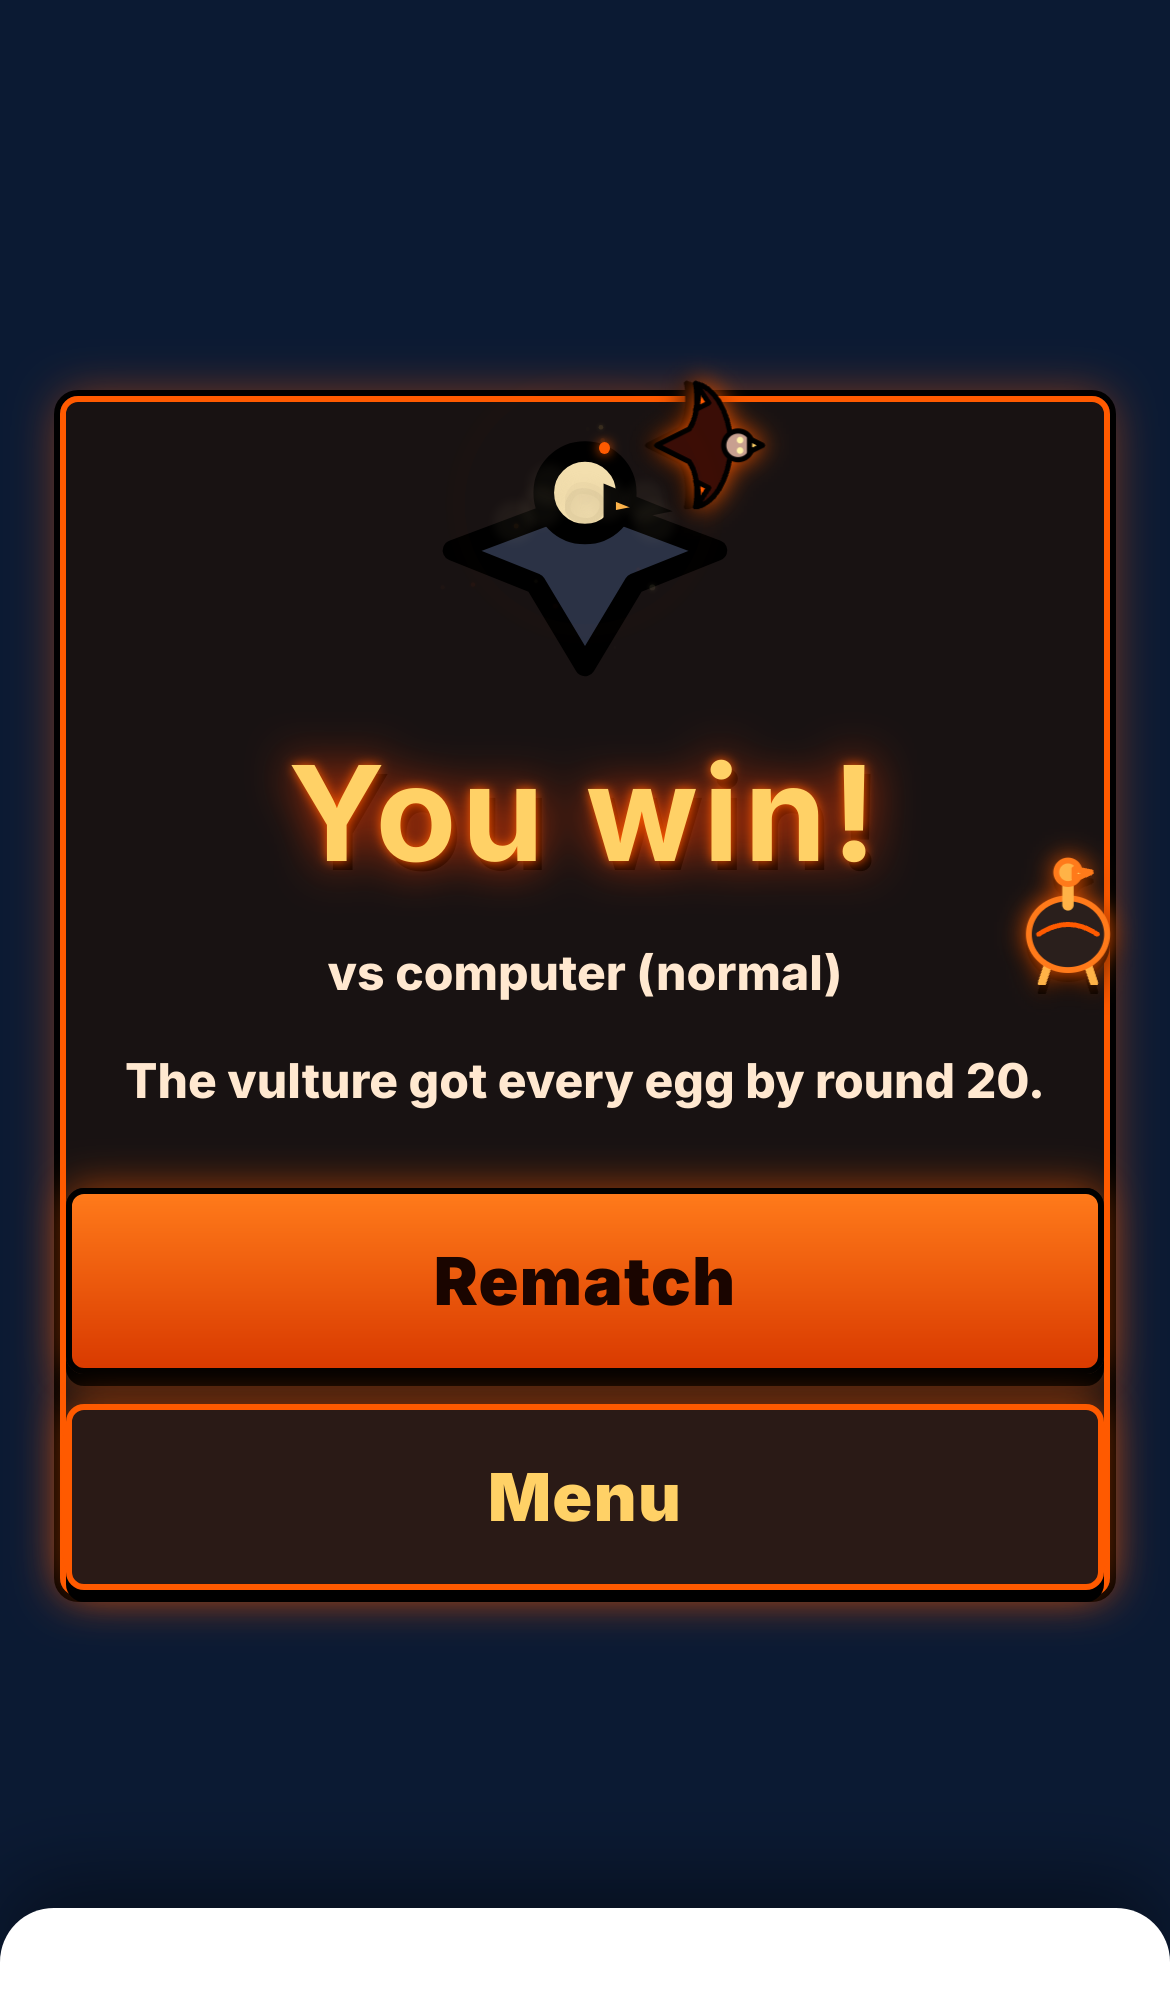 You win!
vs computer (normal)
The vulture got every egg by round 20.
Rematch
Menu